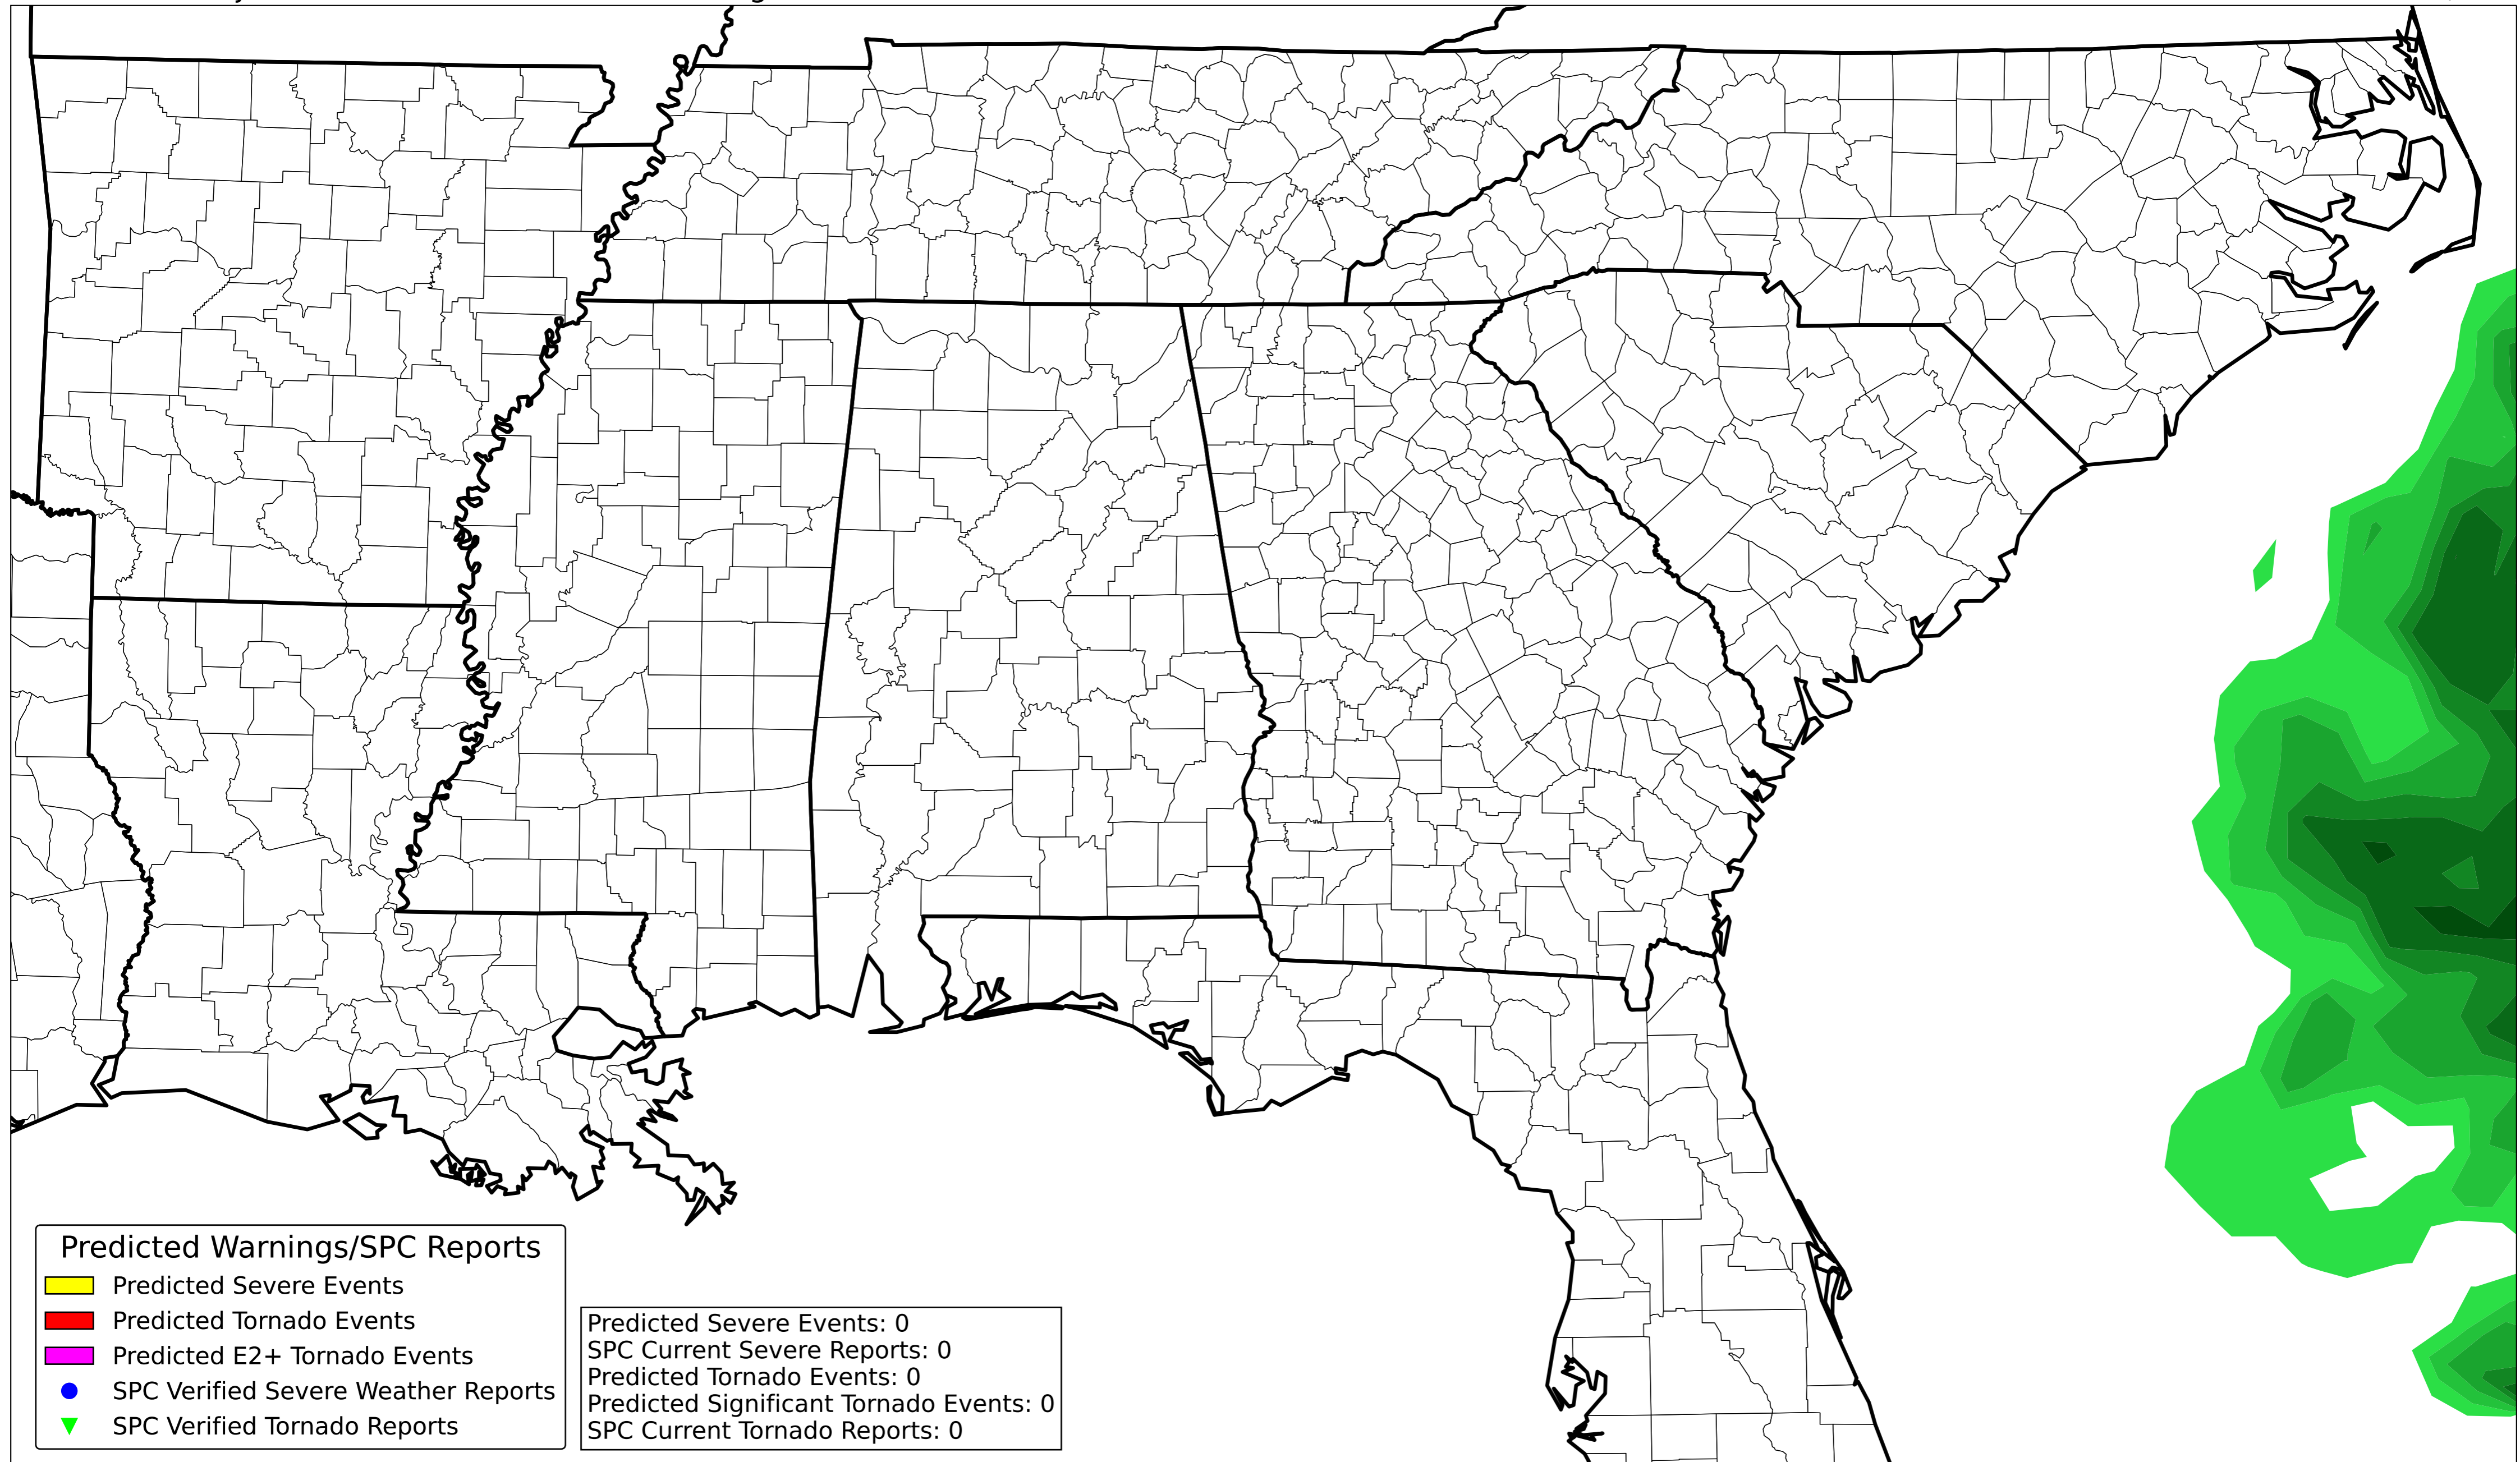 Predicted Warnings/SPC Reports
Predicted Severe Events
Predicted Tornado Events
Predicted E2+ Tornado Events
SPC Verified Severe Weather Reports
SPC Verified Tornado Reports
Predicted Severe Events: 0
SPC Current Severe Reports: 0
Predicted Tornado Events: 0
Predicted Significant Tornado Events: 0
SPC Current Tornado Reports: 0